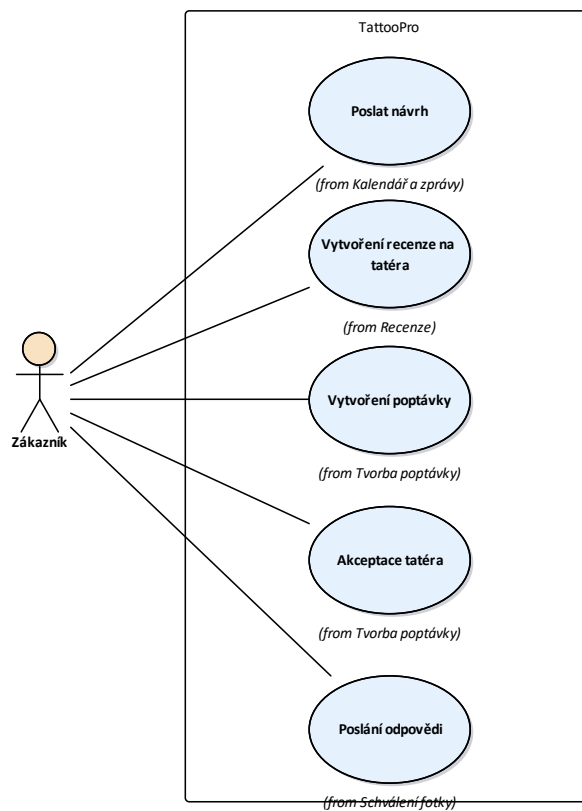 TattooPro
Poslat návrh
(from Kalendář a zprávy)
Vytvoření recenze na
tatéra
(from Recenze)
Vytvoření poptávky
(from Tvorba poptávky)
Zákazník
Akceptace tatéra
(from Tvorba poptávky)
Poslání odpovědi
(from Schválení fotky)